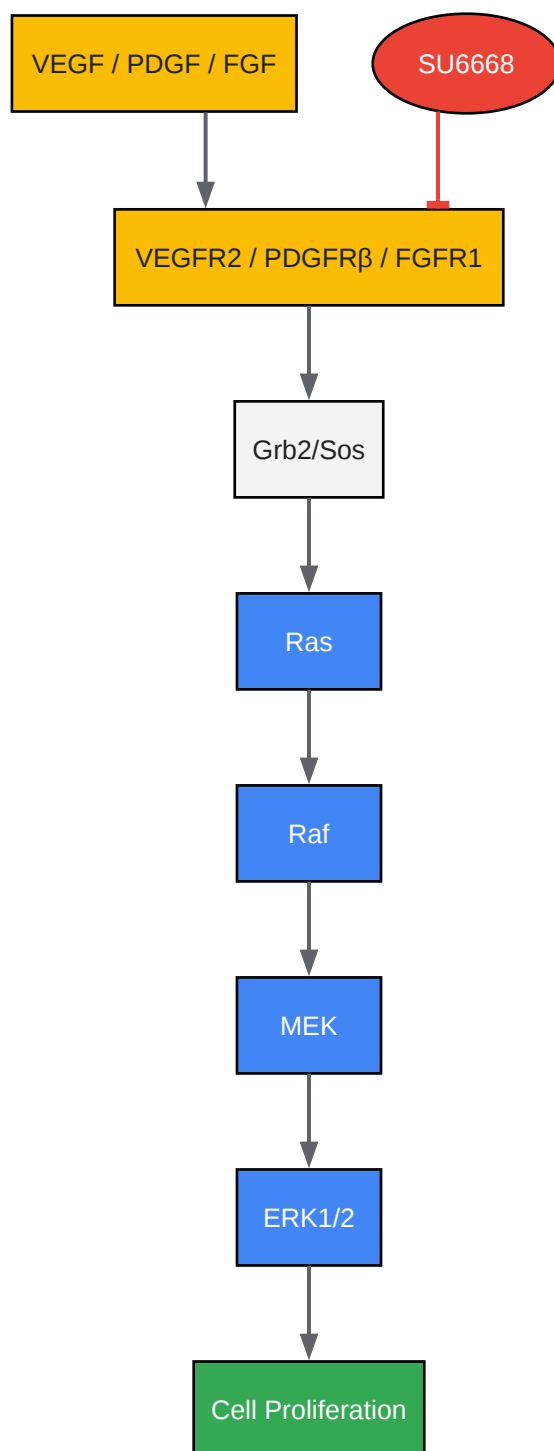 VEGF / PDGF / FGF
SU6668
VEGFR2 / PDGFRβ / FGFR1
Grb2/Sos
Ras
Raf
MEK
ERK1/2
Cell Proliferation